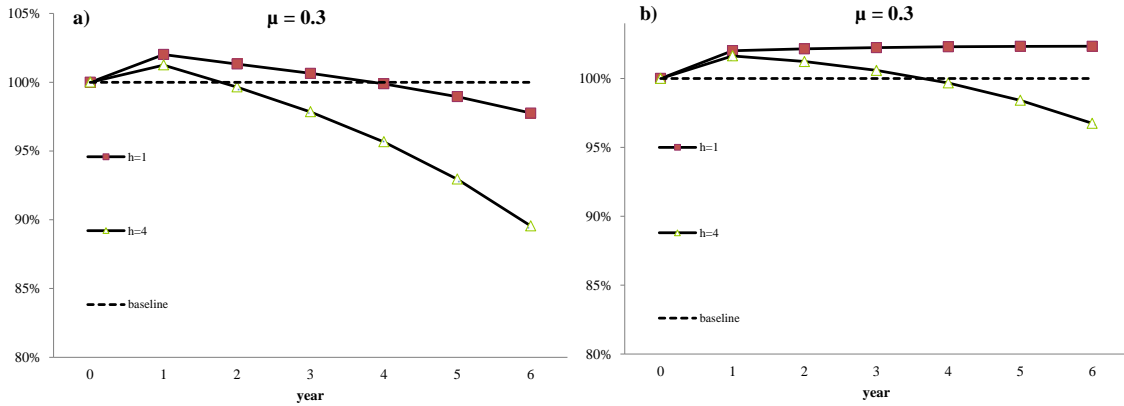 a)
μ = 0.3
105%
100%
95%
90%
85%
80%
h=1
h=4
baseline
0 1 2 3 4 5 6
year
b)
μ = 0.3
100%
95%
90%
85%
80%
h=1
h=4
baseline
0 1 2 3 4 5 6
year